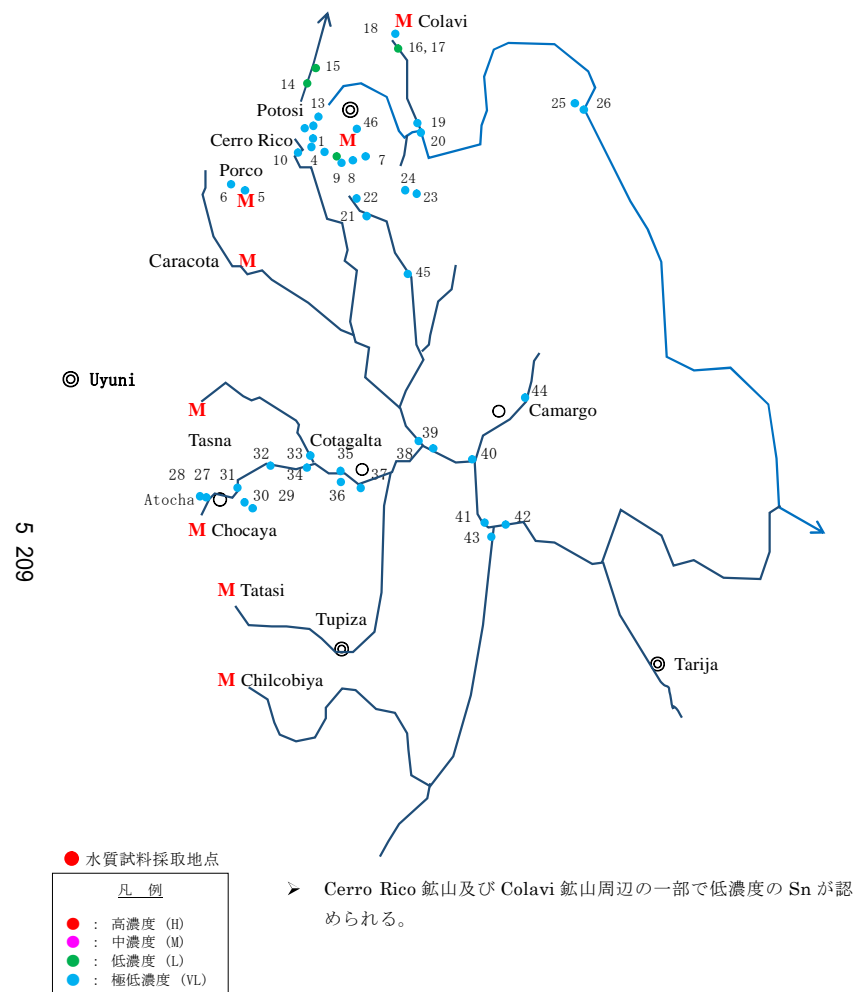 18 M Colavi
16,17
15
14
Potosi 13
46
19
20
25 26
Cerro Rico 1 M
10 4 7
Porco 9 8
6 5
M
24
23
22
21
Caracota M
45
Uyuni
M
44
Camargo
Tasna Cotagalta
39
38
40
32 33 35
34
37
36
28 27 31
Atocha
30 29
M Chocaya
41 42
43
5 209
M Tatasi
Tupiza
Tarija
M Chilcobiya
水質試料採取地点
凡 例
: 高濃度 (H)
: 中濃度 (M)
: 低濃度 (L)
: 極低濃度 (VL)
➢ Cerro Rico 鉱山及び Colavi 鉱山周辺の一部で低濃度の Sn が認
められる。